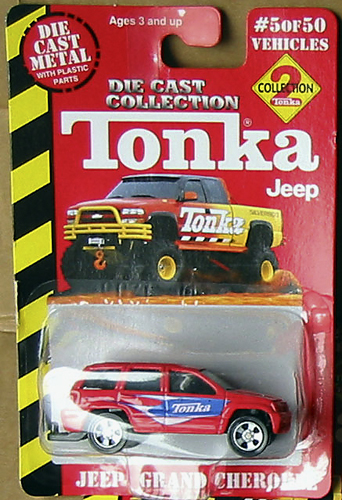 Ages 3 and up
#5 OF 50
VEHICLES
DIE
CAST
METAL
WITH PLASTIC
PARTS
2
COLLECTION
Tonka
DIE CAST
COLLECTION
Tonka®
Jeep
Tonka
Tonka
JEEP GRAND CHEROKEE